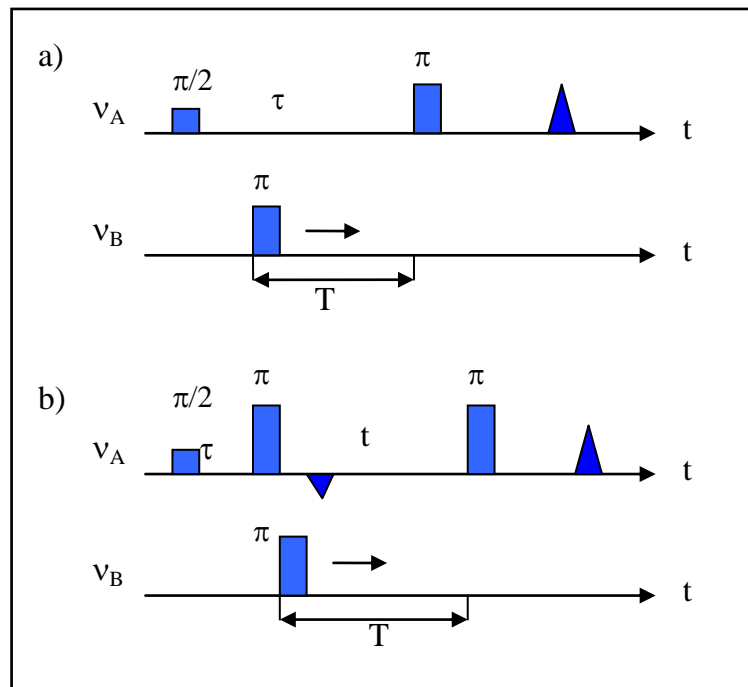 a)
π/2 τ π
ν_A t
π
ν_B t
T
b)
π/2 π t π
ν_A τ t
π
ν_B t
T